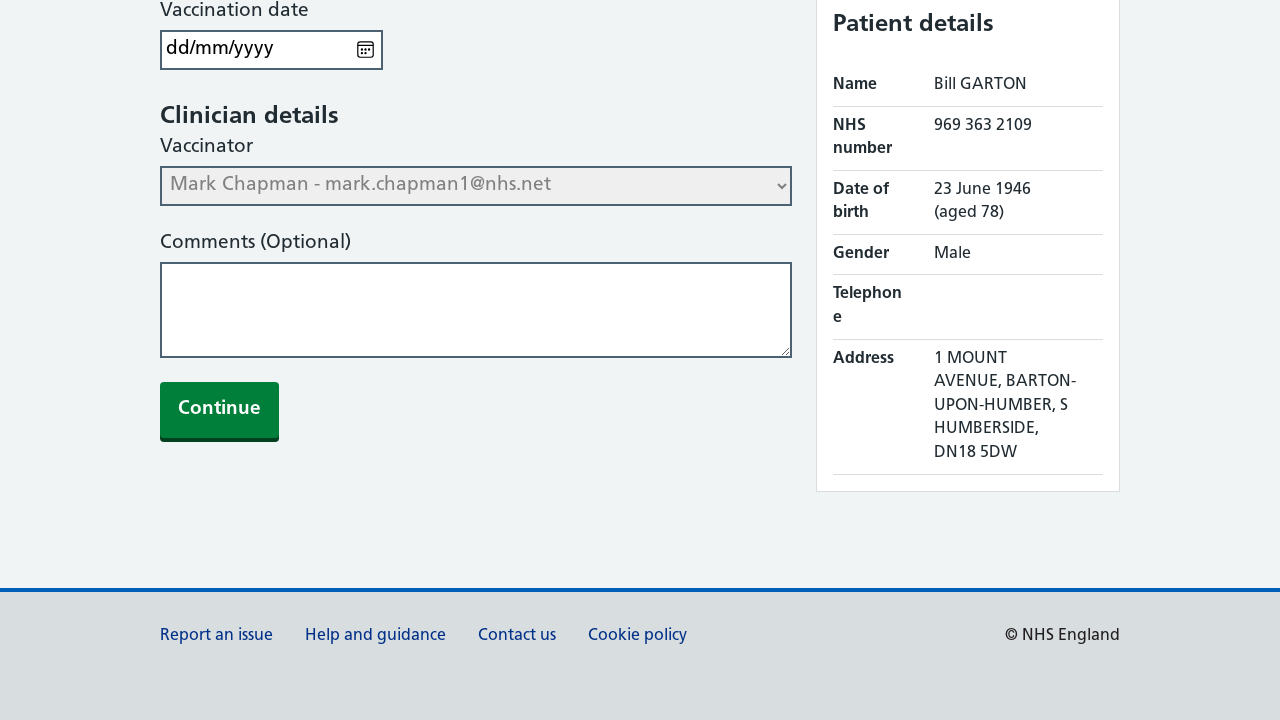 Vaccination date
dd/mm/yyyy
Clinician details
Vaccinator
Mark Chapman - mark.chapman1@nhs.net
Comments (Optional)
Continue
Patient details
Name Bill GARTON
NHS number 969 363 2109
Date of birth 23 June 1946 (aged 78)
Gender Male
Telephone
Address 1 MOUNT
AVENUE, BARTON-
UPON-HUMBER, S
HUMBERSIDE,
DN18 5DW
Report an issue Help and guidance Contact us Cookie policy © NHS England